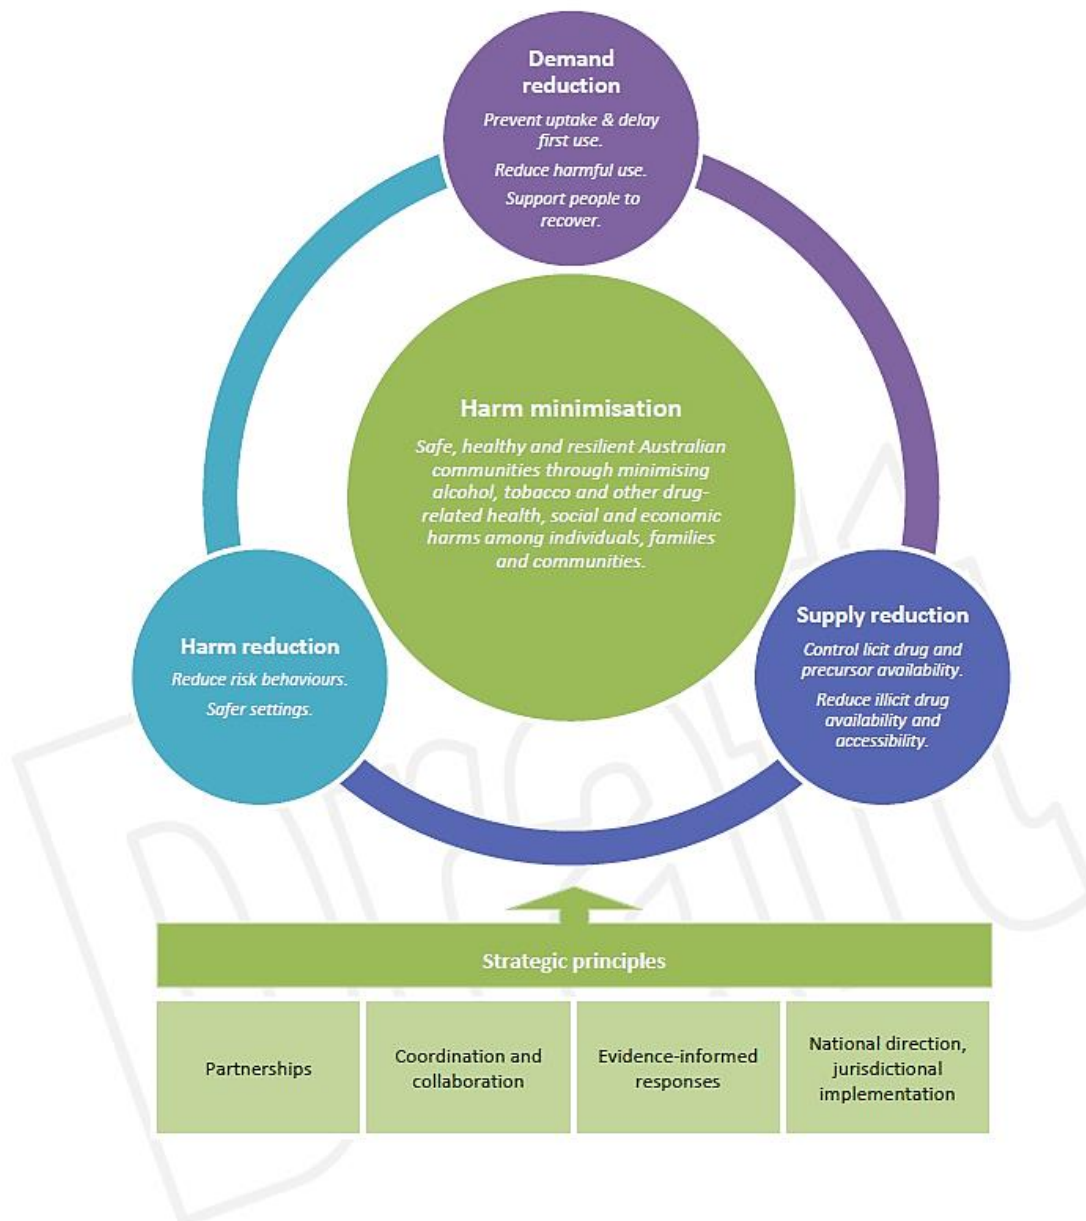 Demand
reduction
Prevent uptake & delay
first use.
Reduce harmful use.
Support people to
recover.
Harm minimisation
Safe, healthy and resilient Australian
communities through minimising
alcohol, tobacco and other drug-
related health, social and economic
harms among individuals, families
and communities.
Harm reduction
Reduce risk behaviours.
Safer settings.
Supply reduction
Control licit drug and
precursor availability.
Reduce illicit drug
availability and
accessibility.
Strategic principles
Partnerships
Coordination and
collaboration
Evidence-informed
responses
National direction,
jurisdictional
implementation
Draft